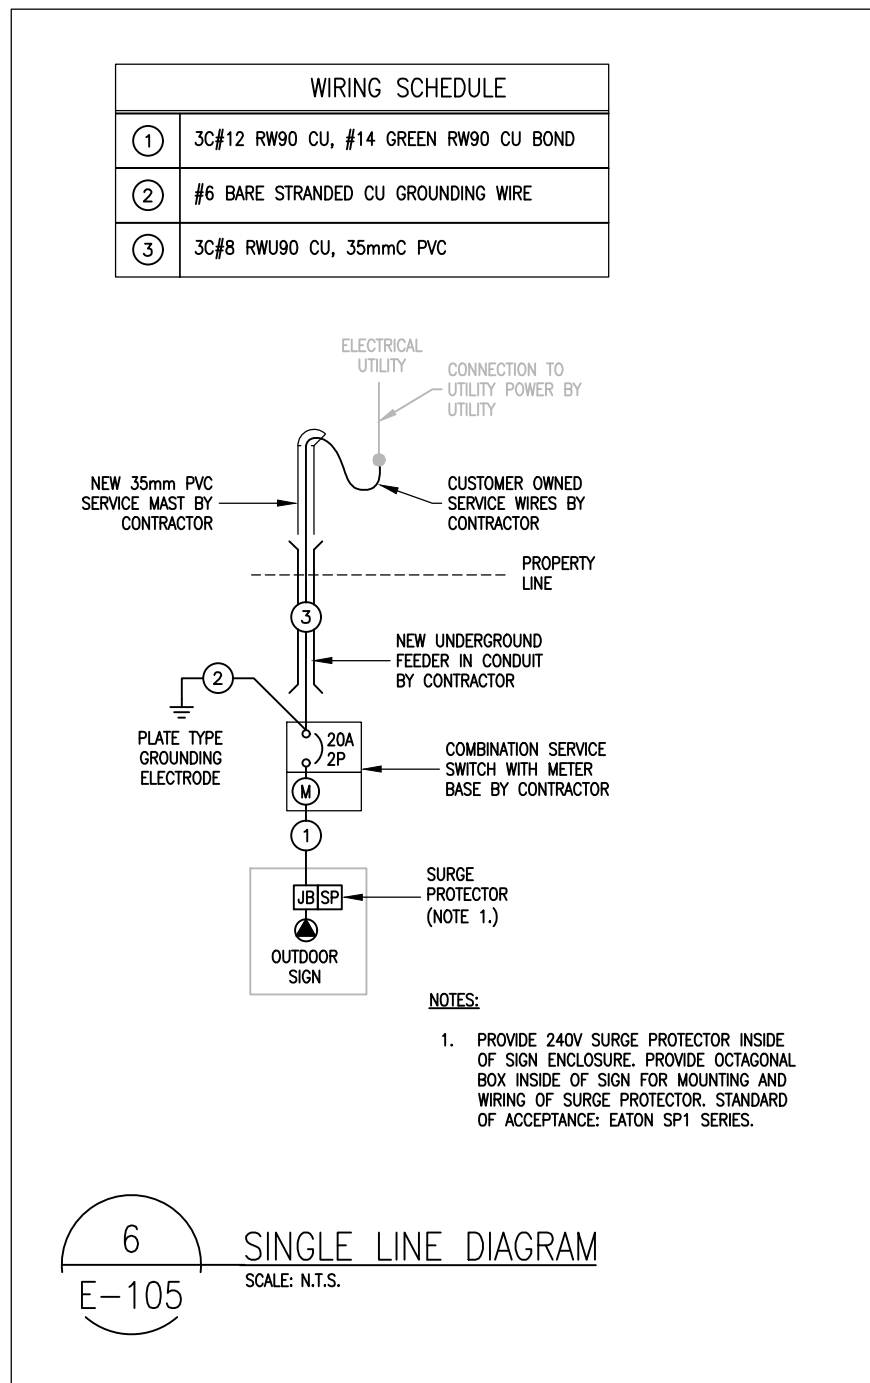 WIRING SCHEDULE
1 3C#12 RW90 CU, #14 GREEN RW90 CU BOND
2 #6 BARE STRANDED CU GROUNDING WIRE
3 3C#8 RWU90 CU, 35mmC PVC
ELECTRICAL
UTILITY
CONNECTION TO
UTILITY POWER BY
UTILITY
NEW 35mm PVC
SERVICE MAST BY
CONTRACTOR
CUSTOMER OWNED
SERVICE WIRES BY
CONTRACTOR
PROPERTY
LINE
3
NEW UNDERGROUND
FEEDER IN CONDUIT
BY CONTRACTOR
2
PLATE TYPE
GROUNDING
ELECTRODE
20A
2P
M
COMBINATION SERVICE
SWITCH WITH METER
BASE BY CONTRACTOR
1
JB SP
SURGE
PROTECTOR
(NOTE 1.)
OUTDOOR
SIGN
NOTES:
1. PROVIDE 240V SURGE PROTECTOR INSIDE
OF SIGN ENCLOSURE. PROVIDE OCTAGONAL
BOX INSIDE OF SIGN FOR MOUNTING AND
WIRING OF SURGE PROTECTOR. STANDARD
OF ACCEPTANCE: EATON SP1 SERIES.
6
E-105
SINGLE LINE DIAGRAM
SCALE: N.T.S.